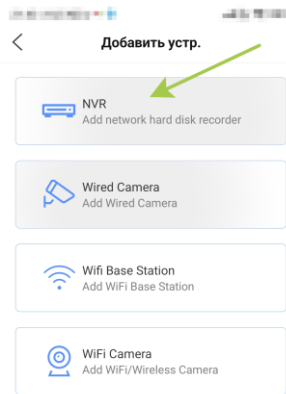 Добавить устр.
NVR
Add network hard disk recorder
Wired Camera
Add Wired Camera
Wifi Base Station
Add WiFi Base Station
WiFi Camera
Add WiFi/Wireless Camera